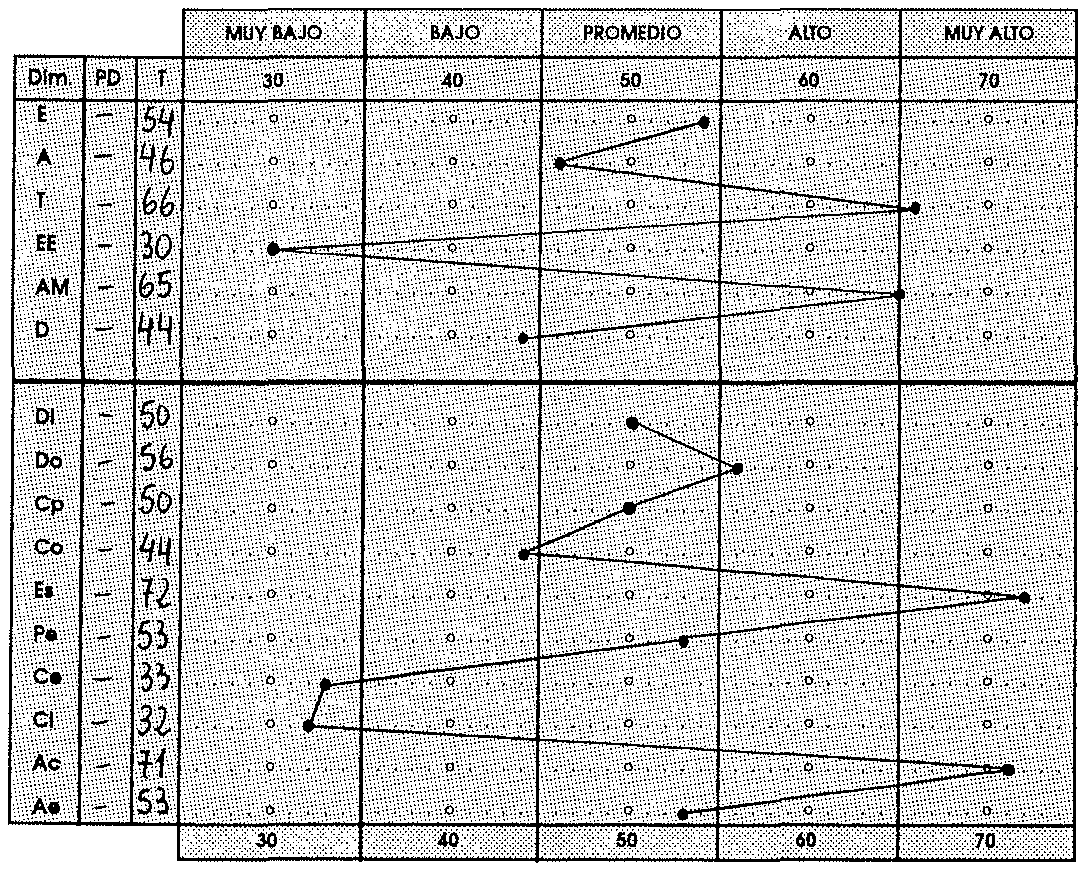 MUY BAJO BAJO PROMEDIO ALTO MUY ALTO
Dim PD T 30 40 50 60 70
E – 54
A – 46
T – 66
EE – 30
AM – 65
D – 44
DI – 50
Do – 56
Cp – 50
Co – 44
Es – 72
Pe – 53
Ce – 33
CI – 32
Ac – 71
Ae – 53
30 40 50 60 70